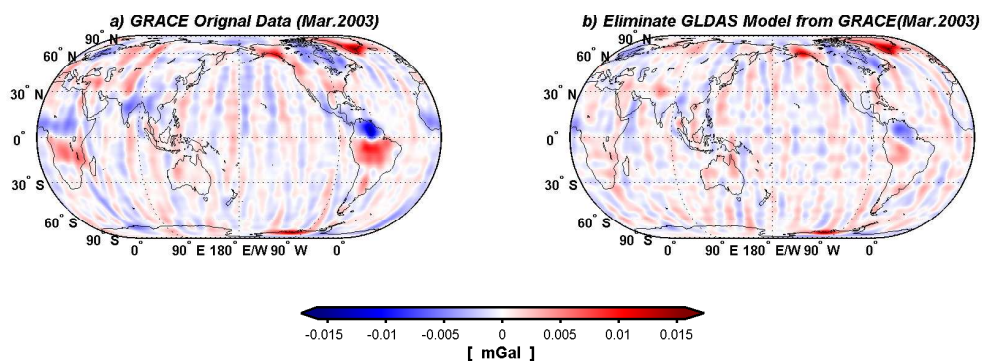 a) GRACE Orignal Data (Mar.2003)
b) Eliminate GLDAS Model from GRACE(Mar.2003)
90° N
60° N
30° N
0°
30° S
60° S
90° S
0° 90 E 180 E/W 90 W 0°
90° N
60° N
30° N
0°
30° S
60° S
90° S
0° 90 E 180 E/W 90 W 0°
-0.015 -0.01 -0.005 0 0.005 0.01 0.015
[ mGal ]